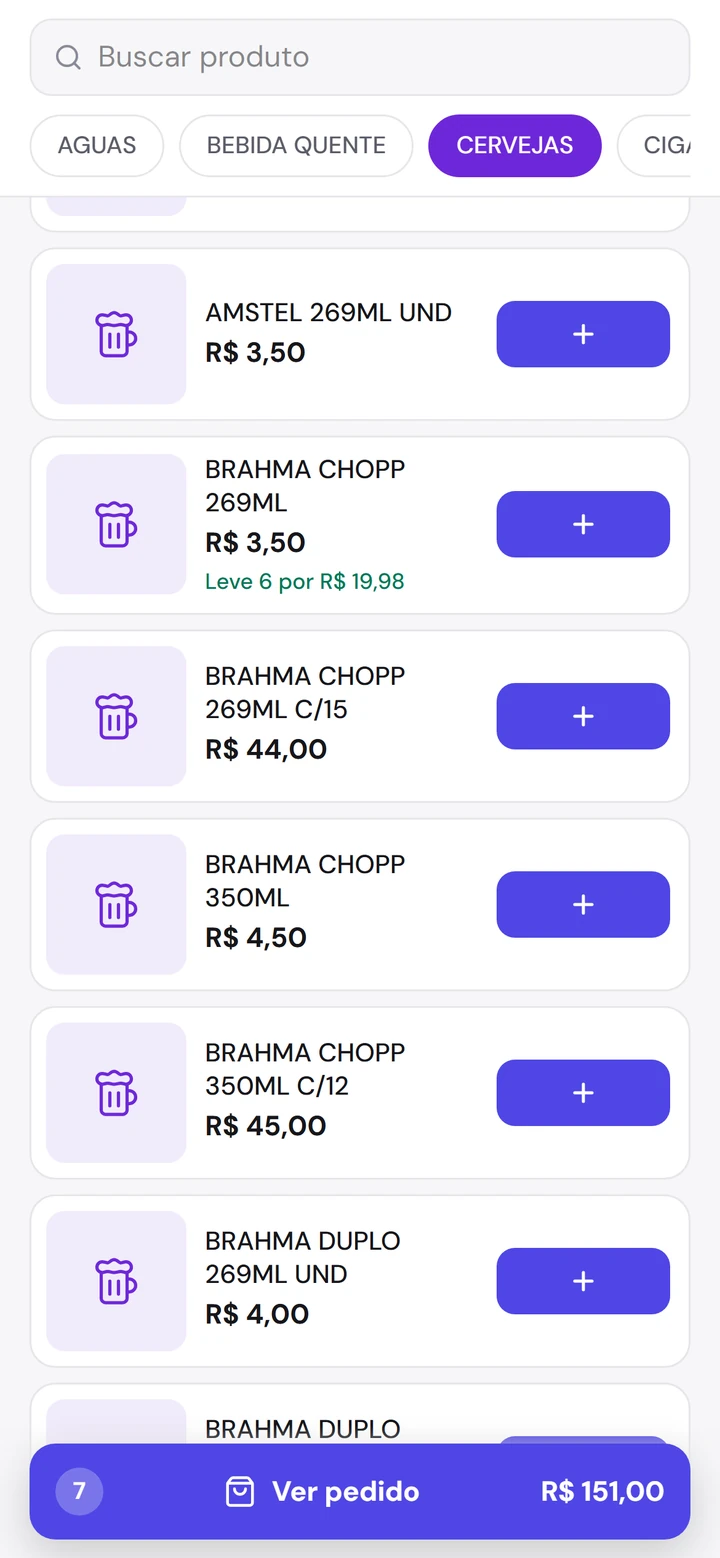 Buscar produto
AGUAS
BEBIDA QUENTE
CERVEJAS
AMSTEL 269ML UND
R$ 3,50
BRAHMA CHOPP
269ML
R$ 3,50
Leve 6 por R$ 19,98
BRAHMA CHOPP
269ML C/15
R$ 44,00
BRAHMA CHOPP
350ML
R$ 4,50
BRAHMA CHOPP
350ML C/12
R$ 45,00
BRAHMA DUPLO
269ML UND
R$ 4,00
BRAHMA DUPLO
7
Ver pedido
R$ 151,00